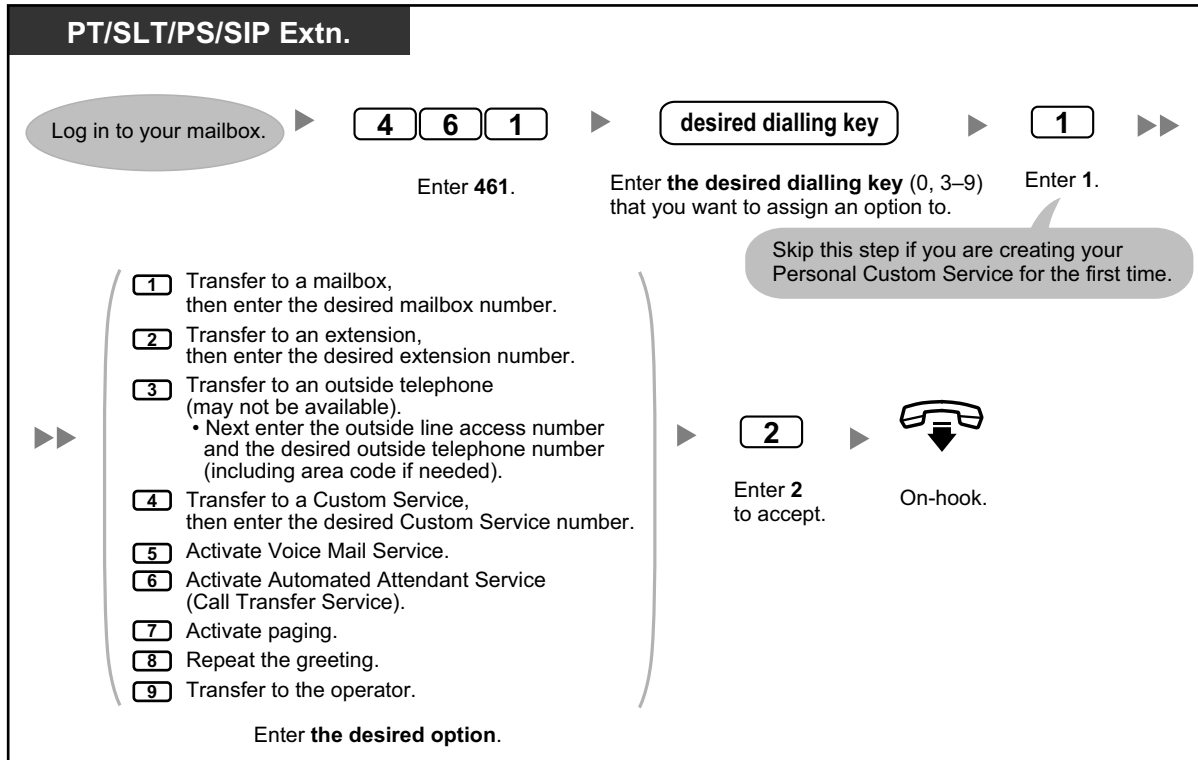 PT/SLT/PS/SIP Extn.
Log in to your mailbox.
4 6 1
desired dialling key
1
Enter 461.
Enter the desired dialling key (0, 3–9)
that you want to assign an option to.
Enter 1.
Skip this step if you are creating your
Personal Custom Service for the first time.
1 Transfer to a mailbox,
then enter the desired mailbox number.
2 Transfer to an extension,
then enter the desired extension number.
3 Transfer to an outside telephone
(may not be available).
• Next enter the outside line access number
and the desired outside telephone number
(including area code if needed).
4 Transfer to a Custom Service,
then enter the desired Custom Service number.
5 Activate Voice Mail Service.
6 Activate Automated Attendant Service
(Call Transfer Service).
7 Activate paging.
8 Repeat the greeting.
9 Transfer to the operator.
Enter the desired option.
2
Enter 2
to accept.
On-hook.